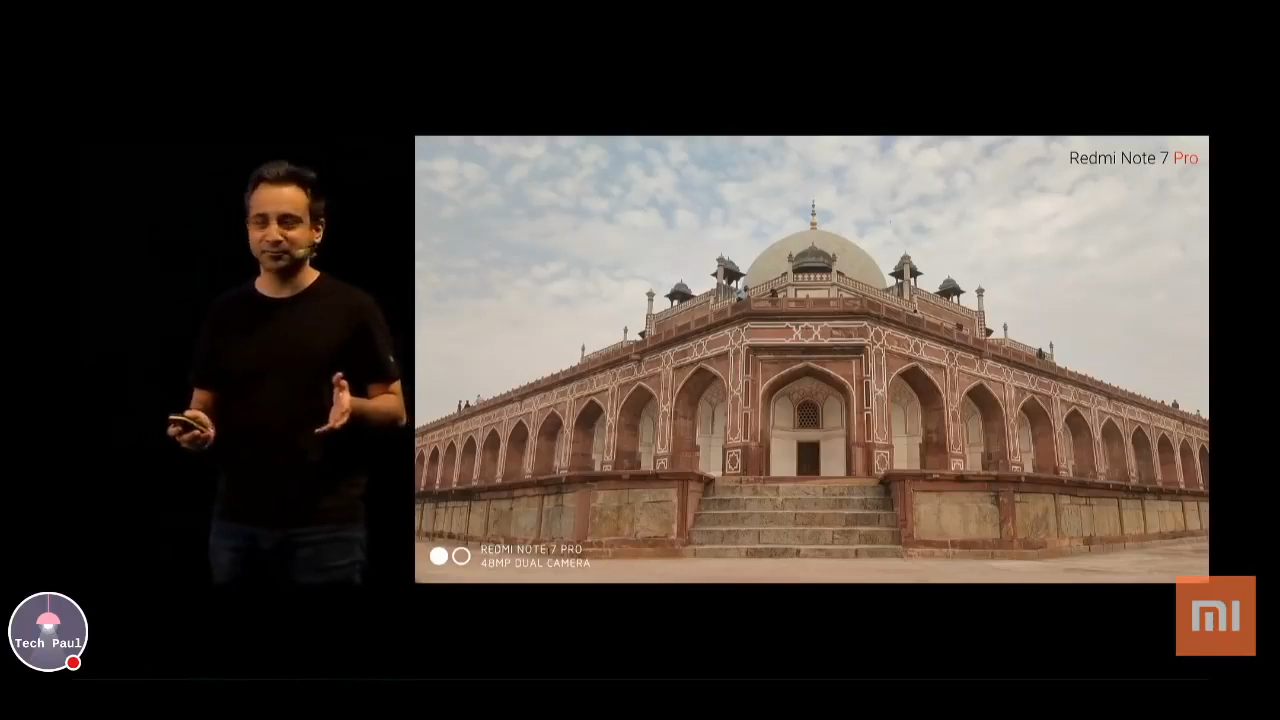 Redmi Note 7 Pro
REDMI NOTE 7 PRO
48MP DUAL CAMERA
Tech Paul
MI